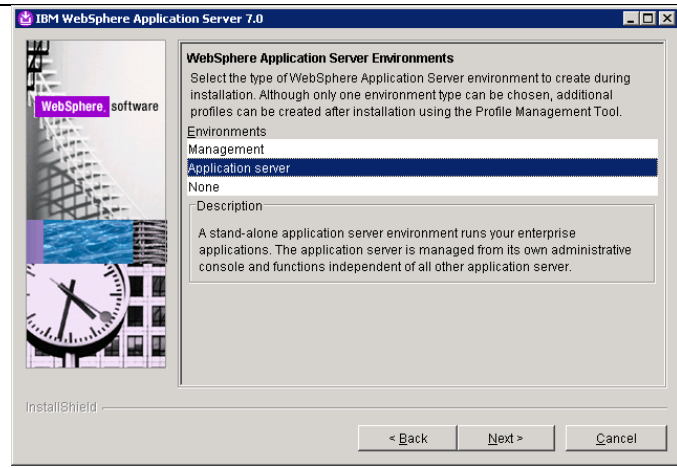 IBM WebSphere Application Server 7.0
WebSphere Application Server Environments
Select the type of WebSphere Application Server environment to create during
installation. Although only one environment type can be chosen, additional
profiles can be created after installation using the Profile Management Tool.
WebSphere. software
Environments
Management
Application server
None
Description
A stand-alone application server environment runs your enterprise
applications. The application server is managed from its own administrative
console and functions independent of all other application server.
InstallShield
< Back
Next >
Cancel